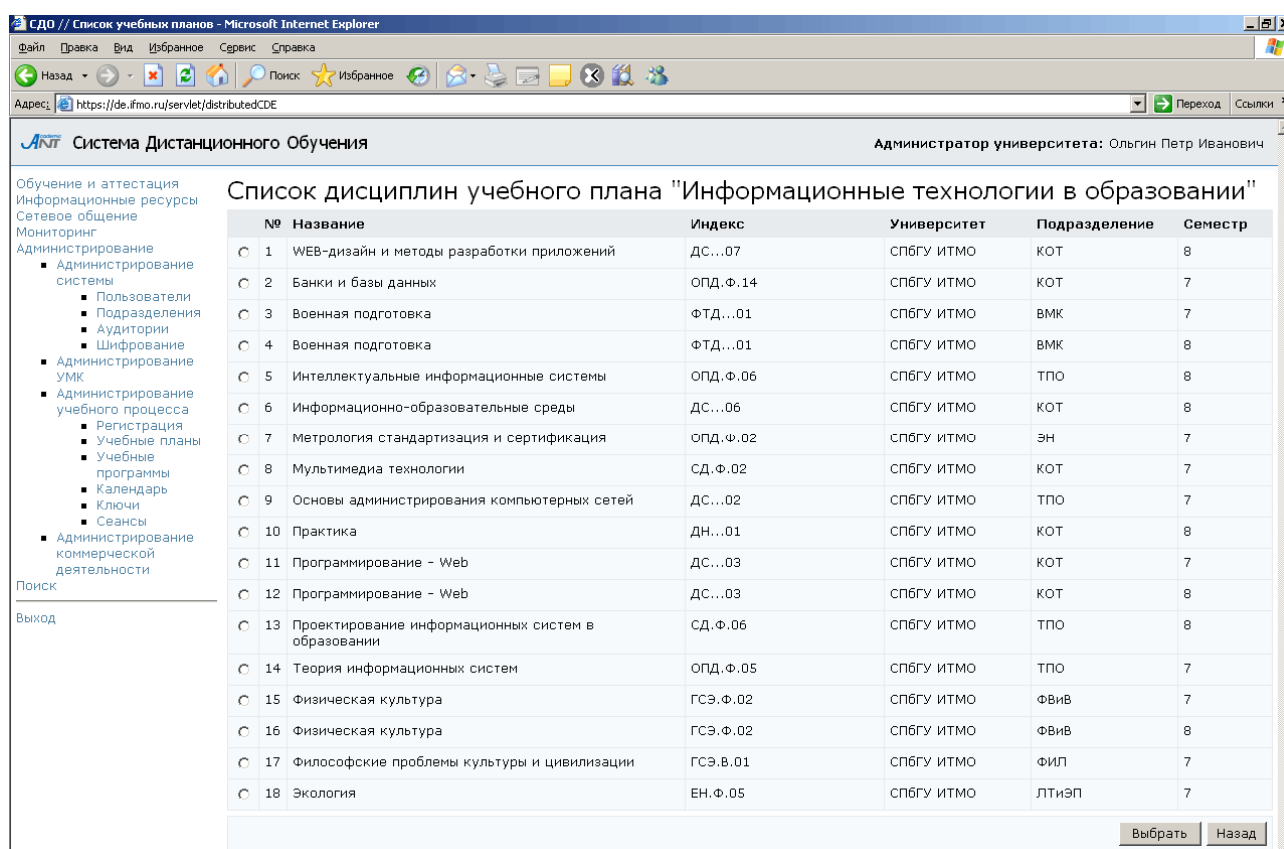 СДО // Список учебных планов - Microsoft Internet Explorer
Файл Правка Вид Избранное Сервис Справка
Назад Поиск Избранное
Адрес: https://de.ifmo.ru/servlet/distributedCDE Переход Ссылки
Academic ANT Система Дистанционного Обучения Администратор университета: Ольгин Петр Иванович
Обучение и аттестация
Информационные ресурсы
Сетевое общение
Мониторинг
Администрирование
Администрирование
системы
Пользователи
Подразделения
Аудитории
Шифрование
Администрирование
УМК
Администрирование
учебного процесса
Регистрация
Учебные планы
Учебные
программы
Календарь
Ключи
Сеансы
Администрирование
коммерческой
деятельности
Поиск
Выход
Список дисциплин учебного плана "Информационные технологии в образовании"
№ Название Индекс Университет Подразделение Семестр
1 WEB-дизайн и методы разработки приложений ДС...07 СПбГУ ИТМО КОТ 8
2 Банки и базы данных ОПД.Ф.14 СПбГУ ИТМО КОТ 7
3 Военная подготовка ФТД...01 СПбГУ ИТМО ВМК 7
4 Военная подготовка ФТД...01 СПбГУ ИТМО ВМК 8
5 Интеллектуальные информационные системы ОПД.Ф.06 СПбГУ ИТМО ТПО 8
6 Информационно-образовательные среды ДС...06 СПбГУ ИТМО КОТ 8
7 Метрология стандартизация и сертификация ОПД.Ф.02 СПбГУ ИТМО ЭН 7
8 Мультимедиа технологии СД.Ф.02 СПбГУ ИТМО КОТ 7
9 Основы администрирования компьютерных сетей ДС...02 СПбГУ ИТМО ТПО 7
10 Практика ДН...01 СПбГУ ИТМО КОТ 8
11 Программирование - Web ДС...03 СПбГУ ИТМО КОТ 7
12 Программирование - Web ДС...03 СПбГУ ИТМО КОТ 8
13 Проектирование информационных систем в СД.Ф.06 СПбГУ ИТМО ТПО 8
образовании
14 Теория информационных систем ОПД.Ф.05 СПбГУ ИТМО ТПО 7
15 Физическая культура ГСЭ.Ф.02 СПбГУ ИТМО ФВиВ 7
16 Физическая культура ГСЭ.Ф.02 СПбГУ ИТМО ФВиВ 8
17 Философские проблемы культуры и цивилизации ГСЭ.В.01 СПбГУ ИТМО ФИЛ 7
18 Экология ЕН.Ф.05 СПбГУ ИТМО ЛТиЭП 7
Выбрать Назад